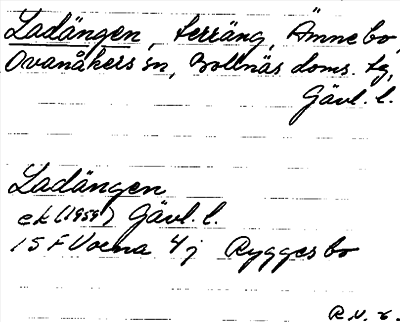 Ladängen, terräng, Ämnebo,
Ovanåkers sn, Bollnäs doms. tg,
Gävl. l.
Ladängen
ek (1959) Gävl. l.
15 F Voxna 4 j Ryggesbo
R.N. x.